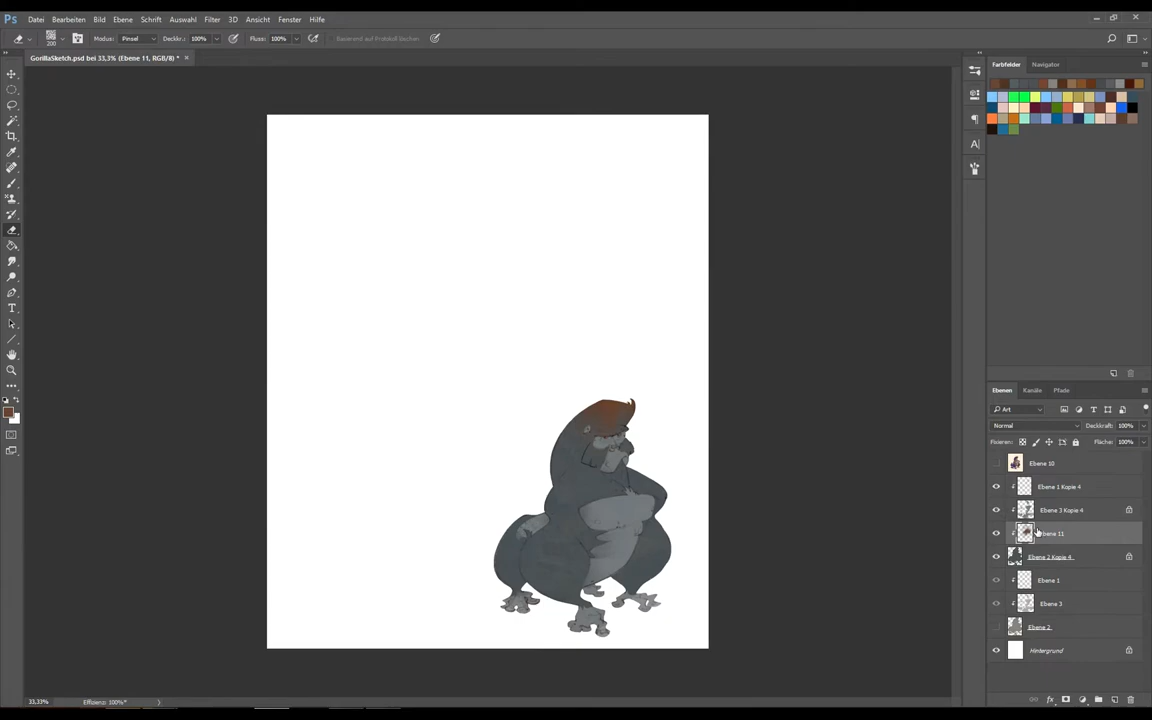 Ps Datei Bearbeiten Bild Ebene Schrift Auswahl Filter 3D Ansicht Fenster Hilfe
200 Modus: Pinsel Deckkr.: 100% Fluss: 100% Basierend auf Protokoll löschen
GorillaSketch.psd bei 33,3% (Ebene 11, RGB/8) * ×
Farbfelder Navigator
Ebenen Kanäle Pfade
Art
Normal Deckkraft: 100%
Fixieren: Fläche: 100%
Ebene 10
Ebene 1 Kopie 4
Ebene 3 Kopie 4
Ebene 11
Ebene 2 Kopie 4
Ebene 1
Ebene 3
Ebene 2
Hintergrund
33,33% Effizienz: 100%*